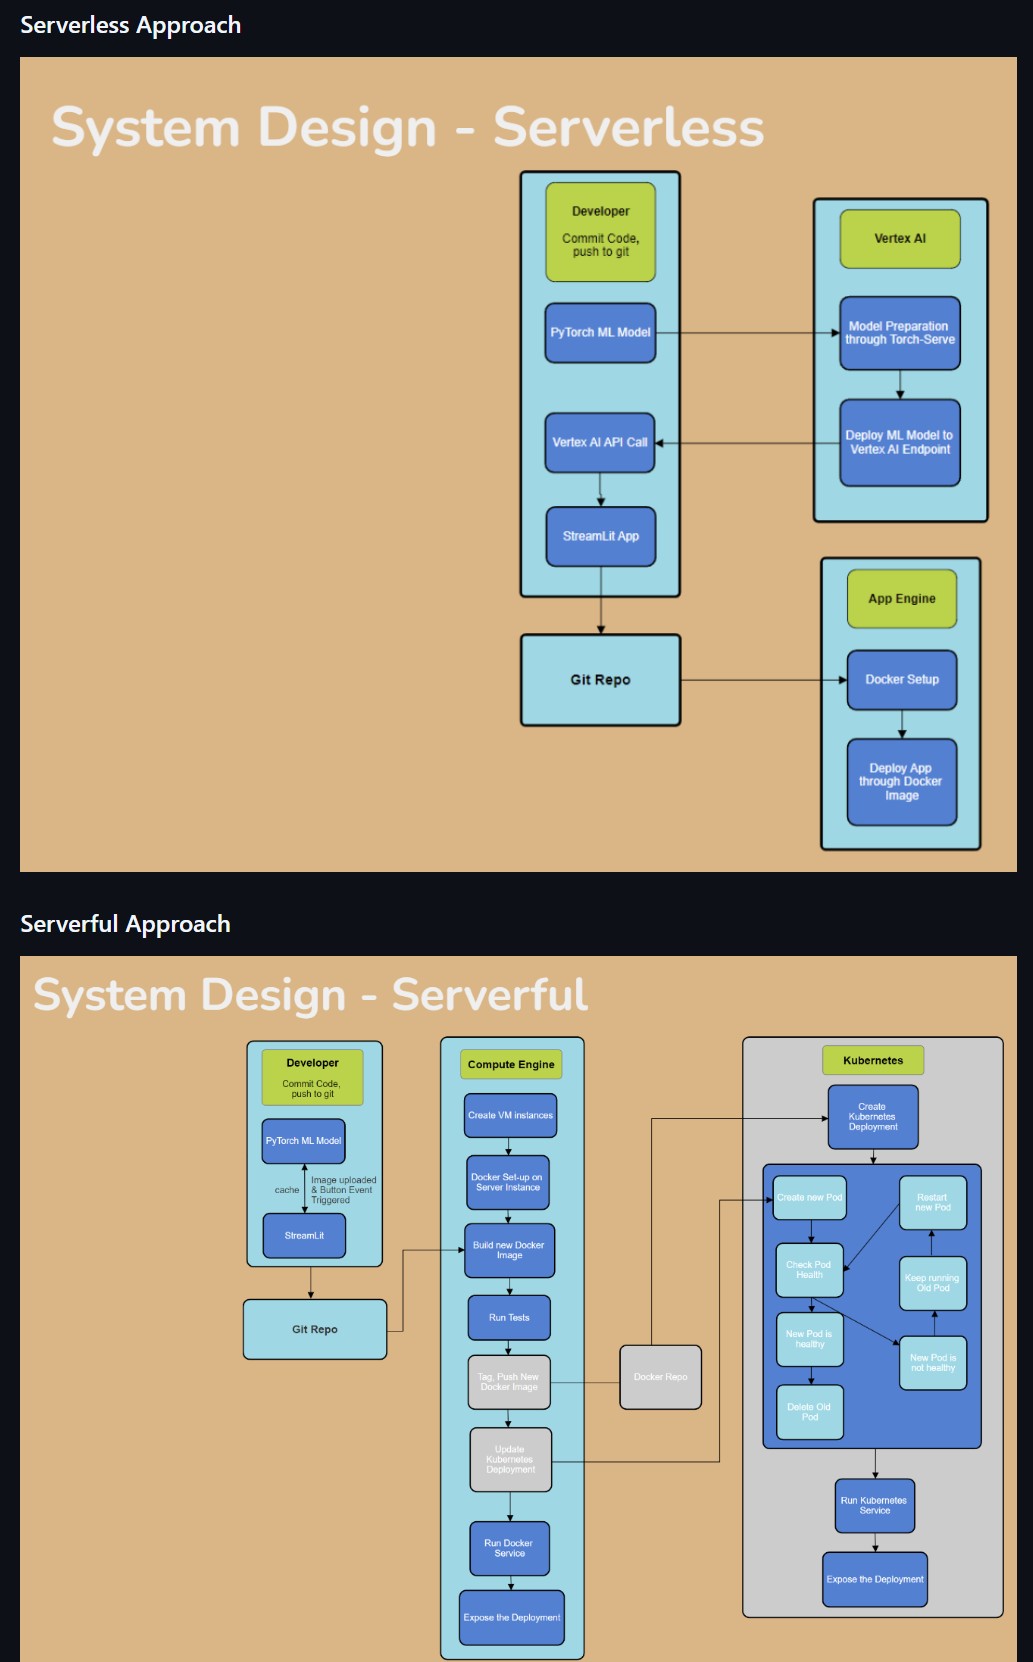 Serverless Approach
System Design - Serverless
Developer
Commit Code,
push to git
PyTorch ML Model
Vertex AI API Call
StreamLit App
Git Repo
Vertex AI
Model Preparation
through Torch-Serve
Deploy ML Model to
Vertex AI Endpoint
App Engine
Docker Setup
Deploy App
through Docker
Image
Serverful Approach
System Design - Serverful
Developer
Commit Code,
push to git
PyTorch ML Model
cache
Image uploaded
& Button Event
Triggered
StreamLit
Git Repo
Compute Engine
Create VM instances
Docker Set-up on
Server Instance
Build new Docker
Image
Run Tests
Tag, Push New
Docker Image
Update
Kubernetes
Deployment
Run Docker
Service
Expose the Deployment
Docker Repo
Kubernetes
Create
Kubernetes
Deployment
Create new Pod
Check Pod
Health
New Pod is
healthy
Delete Old
Pod
Restart
new Pod
Keep running
Old Pod
New Pod is
not healthy
Run Kubernetes
Service
Expose the Deployment